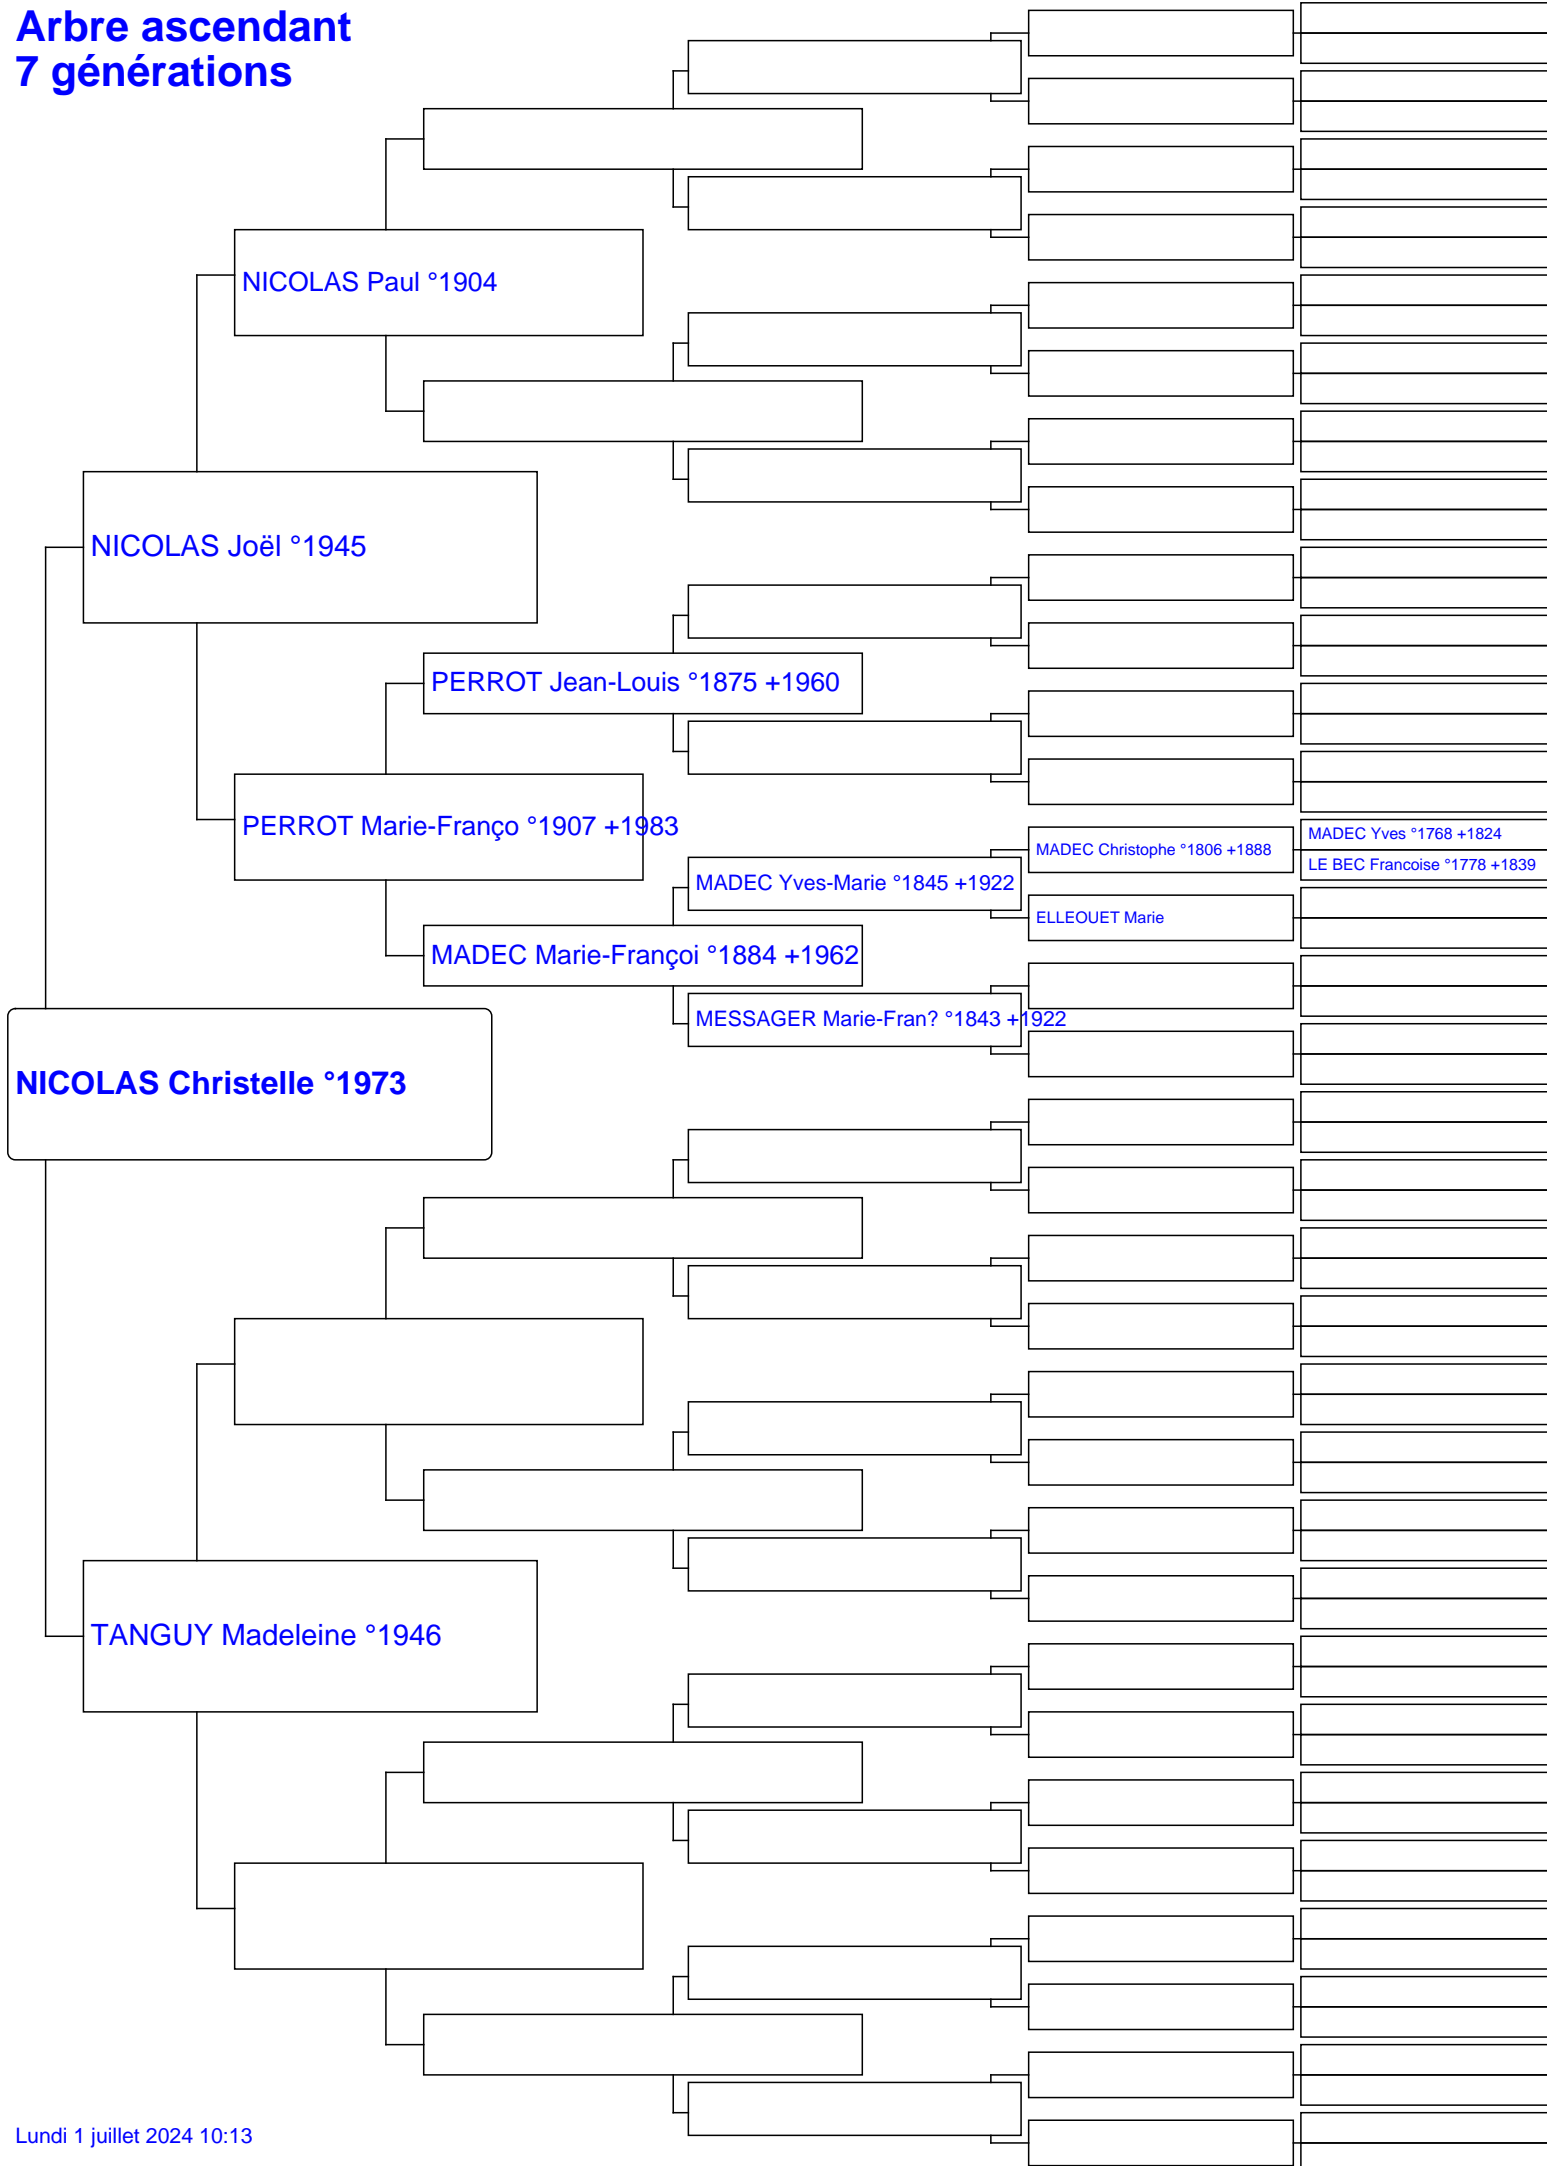 Arbre ascendant
7 générations
NICOLAS Paul °1904
NICOLAS Joël °1945
PERROT Jean-Louis °1875 +1960
PERROT Marie-Franço °1907 +1983
MADEC Christophe °1806 +1888
MADEC Yves °1768 +1824
LE BEC Francoise °1778 +1839
MADEC Yves-Marie °1845 +1922
ELLEOUET Marie
MADEC Marie-Françoi °1884 +1962
MESSAGER Marie-Fran? °1843 +1922
NICOLAS Christelle °1973
TANGUY Madeleine °1946
Lundi 1 juillet 2024 10:13